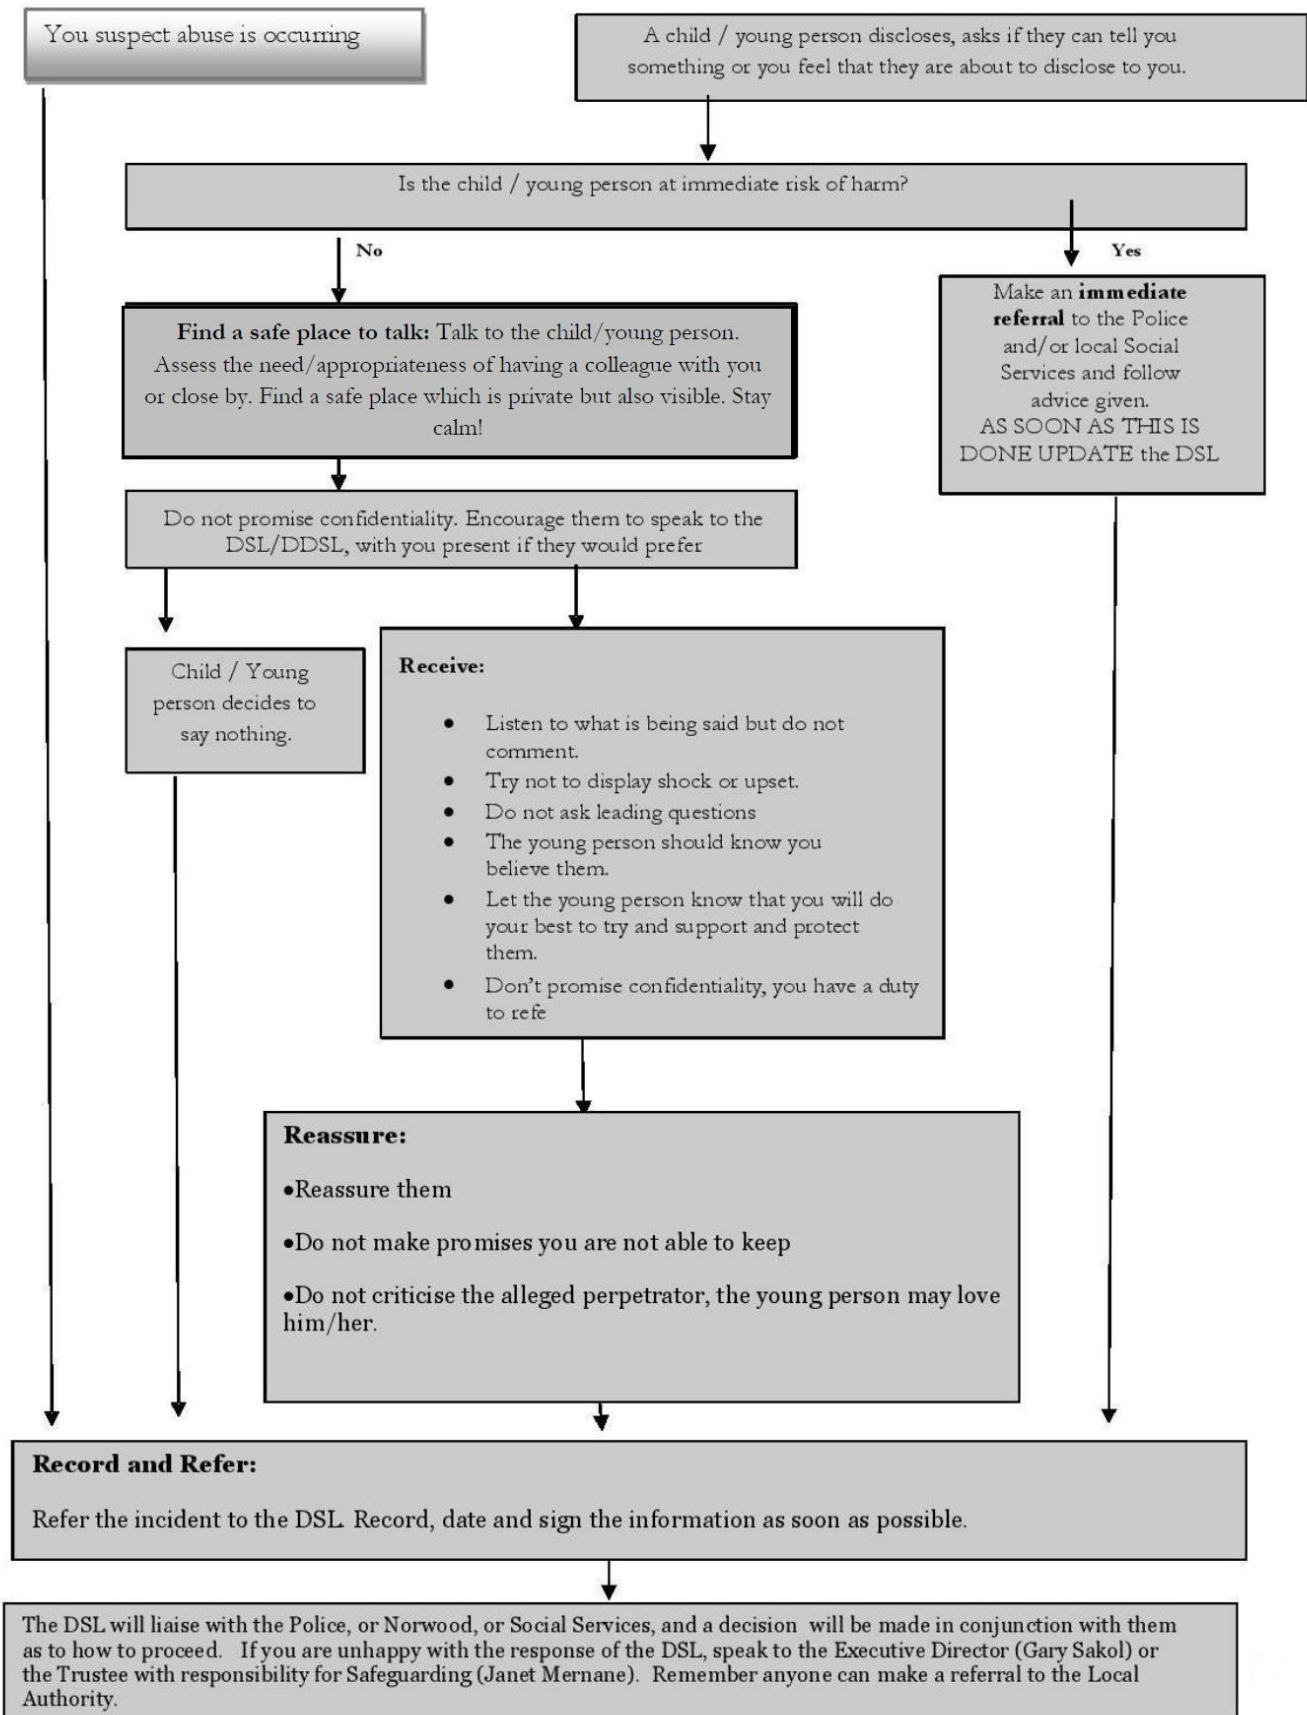 You suspect abuse is occurring
A child / young person discloses, asks if they can tell you
something or you feel that they are about to disclose to you.
Is the child / young person at immediate risk of harm?
No
Yes
Find a safe place to talk: Talk to the child/young person.
Assess the need/appropriateness of having a colleague with you
or close by. Find a safe place which is private but also visible. Stay
calm!
Make an immediate
referral to the Police
and/or local Social
Services and follow
advice given.
AS SOON AS THIS IS
DONE UPDATE the DSL
Do not promise confidentiality. Encourage them to speak to the
DSL/DDSL, with you present if they would prefer
Child / Young
person decides to
say nothing.
Receive:
• Listen to what is being said but do not
comment.
• Try not to display shock or upset.
• Do not ask leading questions
• The young person should know you
believe them.
• Let the young person know that you will do
your best to try and support and protect
them.
• Don't promise confidentiality, you have a duty
to refe
Reassure:
•Reassure them
•Do not make promises you are not able to keep
•Do not criticise the alleged perpetrator, the young person may love
him/her.
Record and Refer:
Refer the incident to the DSL. Record, date and sign the information as soon as possible.
The DSL will liaise with the Police, or Norwood, or Social Services, and a decision will be made in conjunction with them
as to how to proceed. If you are unhappy with the response of the DSL, speak to the Executive Director (Gary Sakol) or
the Trustee with responsibility for Safeguarding (Janet Mernane). Remember anyone can make a referral to the Local
Authority.